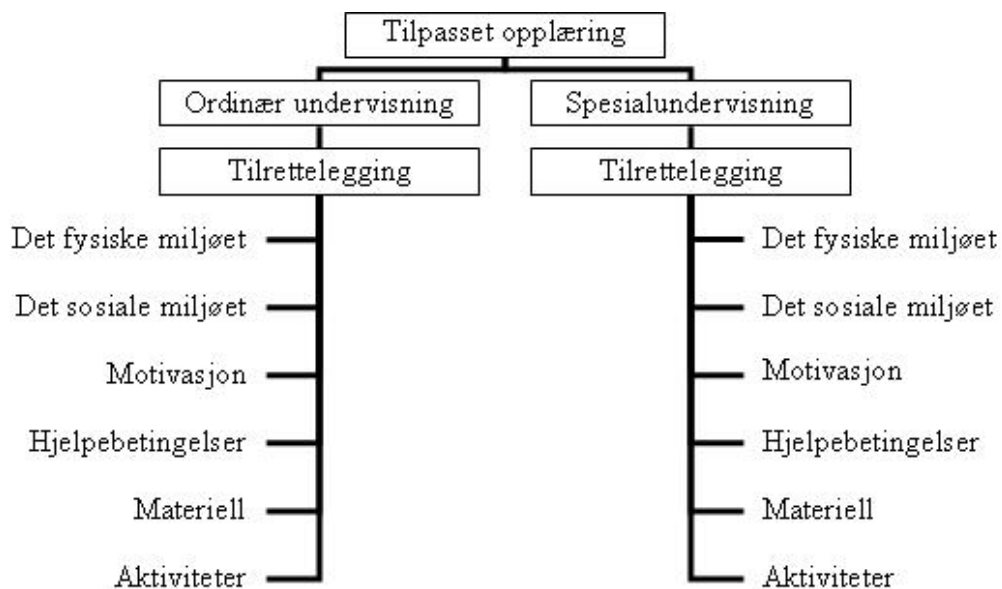 Tilpasset opplæring
Ordinær undervisning
Spesialundervisning
Tilrettelegging
Tilrettelegging
Det fysiske miljøet
Det fysiske miljøet
Det sosiale miljøet
Det sosiale miljøet
Motivasjon
Motivasjon
Hjelpebetingelser
Hjelpebetingelser
Materiell
Materiell
Aktiviteter
Aktiviteter